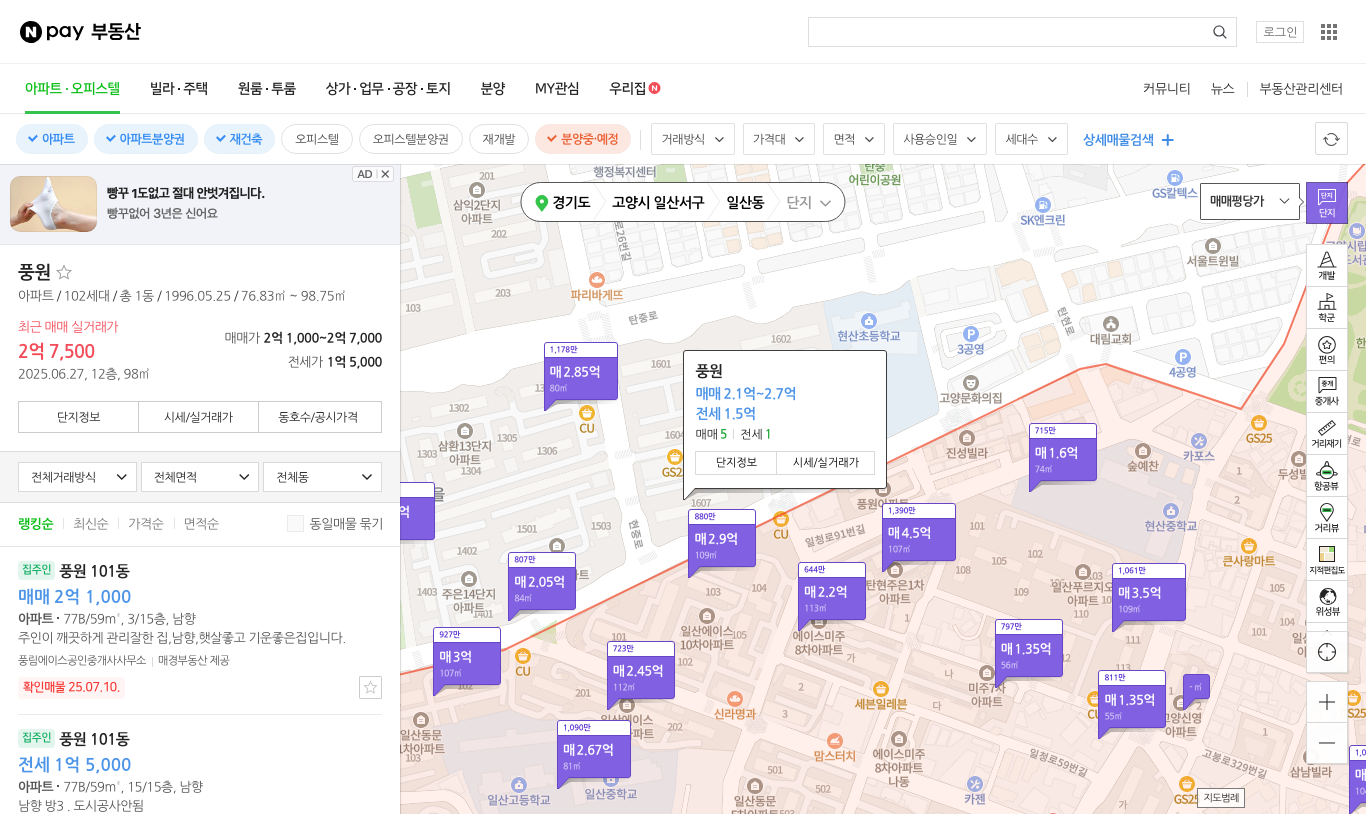 N pay 부동산
로그인
아파트 · 오피스텔 빌라 · 주택 원룸 · 투룸 상가 · 업무 · 공장 · 토지 분양 MY관심 우리집 N
커뮤니티 뉴스 부동산관리센터
아파트 아파트분양권 재건축 오피스텔 오피스텔분양권 재개발 분양중·예정 거래방식 가격대 면적 사용승인일 세대수 상세매물검색
AD
빵꾸 1도없고 절대 안벗겨집니다.
빵꾸없어 3년은 신어요
풍원
아파트 / 102세대 / 총 1동 / 1996.05.25 / 76.83㎡ ~ 98.75㎡
최근 매매 실거래가
2억 7,500
2025.06.27, 12층, 98㎡
매매가 2억 1,000~2억 7,000
전세가 1억 5,000
단지정보 시세/실거래가 동호수/공시가격
전체거래방식 전체면적 전체동
랭킹순 최신순 가격순 면적순 동일매물 묶기
집주인 풍원 101동
매매 2억 1,000
아파트 · 77B/59m², 3/15층, 남향
주인이 깨끗하게 관리잘한 집,남향,햇살좋고 기운좋은집입니다.
풍림에이스공인중개사사무소 매경부동산 제공
확인매물 25.07.10.
집주인 풍원 101동
전세 1억 5,000
아파트 · 77B/59m², 15/15층, 남향
남향 방3 . 도시공사안됨
경기도 고양시 일산서구 일산동 단지
매매평당가
단지
단지
개발
학군
편의
중개
중개사
거리재기
항공뷰
거리뷰
지적편집도
위성뷰
지도범례
풍원
매매 2.1억~2.7억
전세 1.5억
매매 5 전세 1
단지정보 시세/실거래가
행정복지센터
어린이공원
201
삼익2단지
아파트
202
203
102
103
파리바게뜨
탄중로
SK엔크린
GS칼텍스
서울트윈빌
현산초등학교
3공영
탄현로
대림교회
4공영
고양문화의집
1602
1601
1604
1607
1,178만
매 2.85억
80㎡
CU
1302
1303
1305
1306
1304
삼환13단지
아파트
GS2
진성빌라
715만
매 1.6억
74㎡
카포스
GS25
숲예찬
현산중학교
큰사랑마트
풍원아파트
일청로91번길
CU
880만
매 2.9억
109㎡
1,390만
매 4.5억
107㎡
억
1501
1503
현중로
1402
1403
1401
주은14단지
아파트
807만
매 2.05억
84㎡
644만
매 2.2억
113㎡
탄현주은1차
아파트
105
108
일산푸르지오
아파트
1,061만
매 3.5억
109㎡
103
104
일산에이스
10차아파트
105
에이스미주
8차아파트
927만
매 3억
107㎡
CU
101
723만
매 2.45억
112㎡
797만
매 1.35억
56㎡
미주7차
아파트
811만
매 1.35억
55㎡
- ㎡
고양신영
아파트
신라명과
세븐일레븐
201
202
1,090만
매 2.67억
81㎡
일산동문
맘스터치
에이스미주
8차아파트
나동
일청로59번길
고봉로329번길
삼남빌라
일산고등학교
일산중학교
일산동문
아파트
501
502
503
카젠
GS25